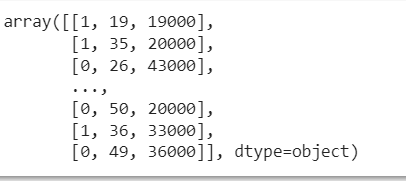 array([[1, 19, 19000],
[1, 35, 20000],
[0, 26, 43000],
...,
[0, 50, 20000],
[1, 36, 33000],
[0, 49, 36000]], dtype=object)